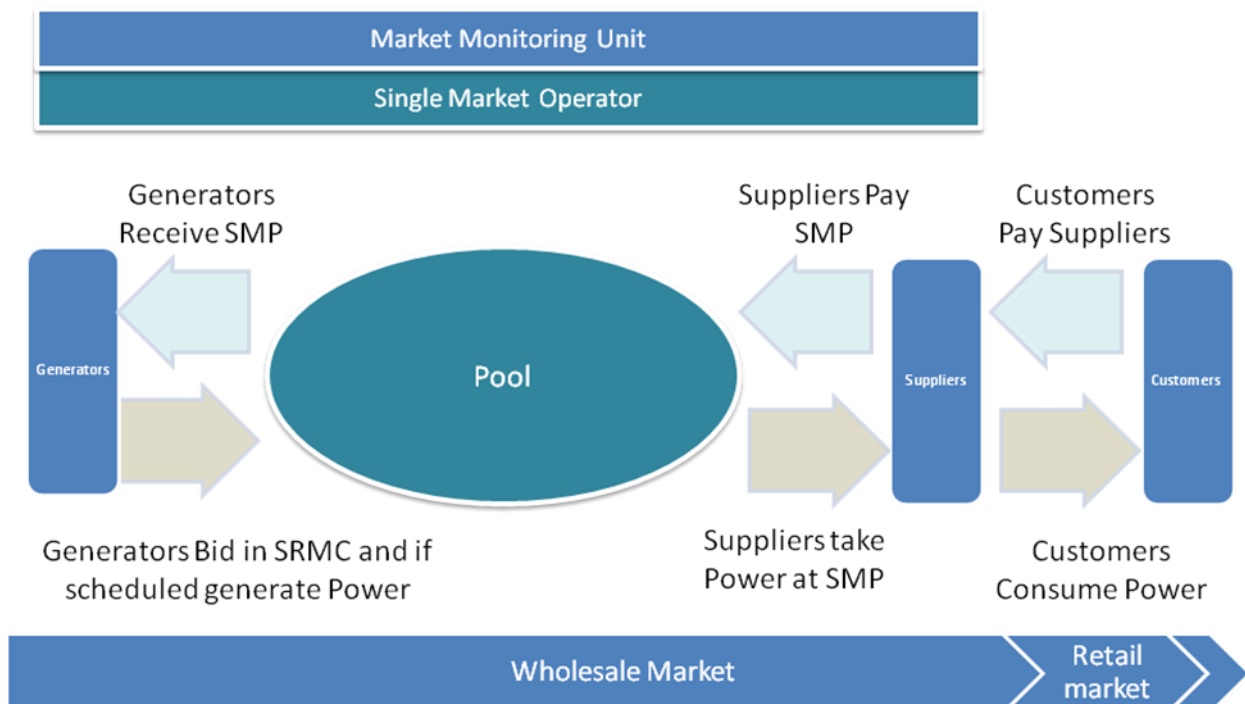 Market Monitoring Unit
Single Market Operator
Generators
Receive SMP
Suppliers Pay
SMP
Customers
Pay Suppliers
Generators
Pool
Suppliers
Customers
Generators Bid in SRMC and if
scheduled generate Power
Suppliers take
Power at SMP
Customers
Consume Power
Wholesale Market
Retail
market